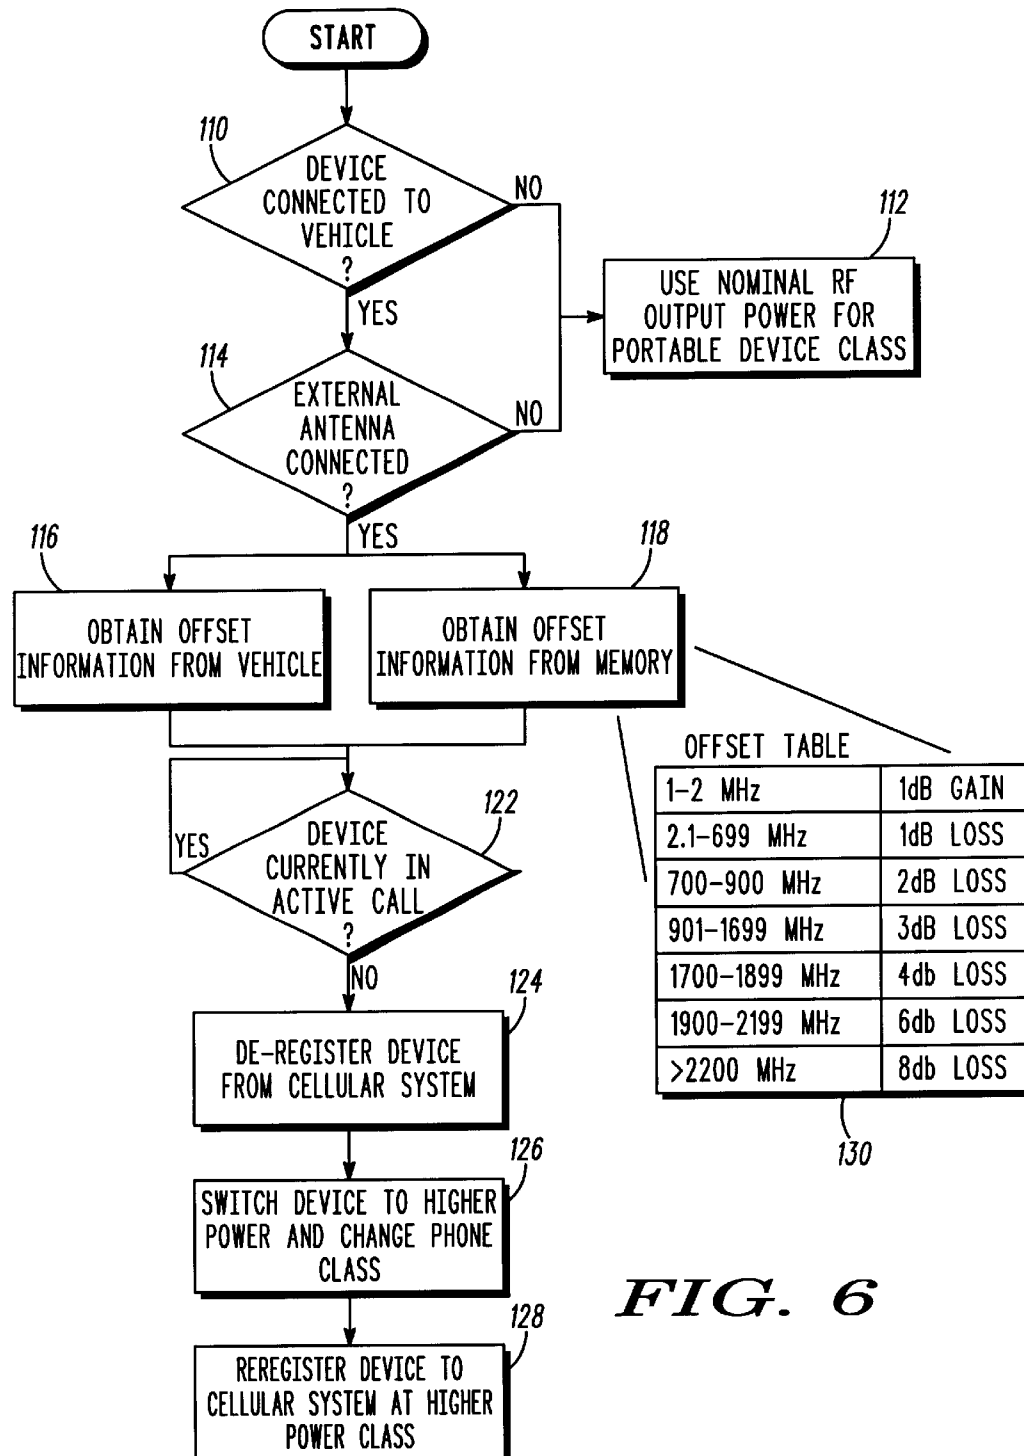 START
110
DEVICE
CONNECTED TO
VEHICLE
?
NO
YES
112
USE NOMINAL RF
OUTPUT POWER FOR
PORTABLE DEVICE CLASS
114
EXTERNAL
ANTENNA
CONNECTED
?
NO
YES
116
OBTAIN OFFSET
INFORMATION FROM VEHICLE
118
OBTAIN OFFSET
INFORMATION FROM MEMORY
OFFSET TABLE
1-2 MHz 1dB GAIN
2.1-699 MHz 1dB LOSS
700-900 MHz 2dB LOSS
901-1699 MHz 3dB LOSS
1700-1899 MHz 4db LOSS
1900-2199 MHz 6db LOSS
>2200 MHz 8db LOSS
130
122
DEVICE
CURRENTLY IN
ACTIVE CALL
?
YES
NO
124
DE-REGISTER DEVICE
FROM CELLULAR SYSTEM
126
SWITCH DEVICE TO HIGHER
POWER AND CHANGE PHONE
CLASS
128
REREGISTER DEVICE TO
CELLULAR SYSTEM AT HIGHER
POWER CLASS
FIG. 6